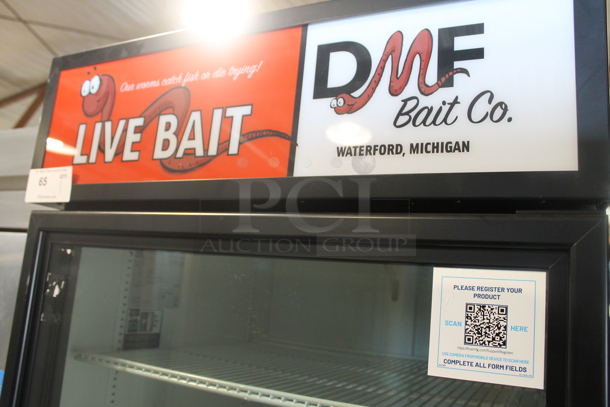 Our worms catch fish or die trying!
LIVE BAIT
DMF
Bait Co.
WATERFORD, MICHIGAN
65
PCI
AUCTION GROUP
PLEASE REGISTER YOUR
PRODUCT
SCAN HERE
COMPLETE ALL FORM FIELDS